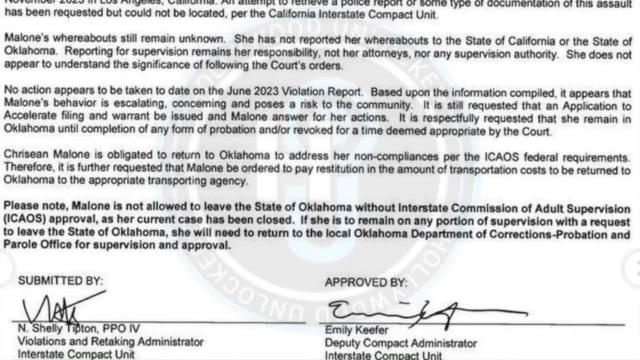 November 2023 in Los Angeles, California. An attempt to retrieve a police report or some type of documentation of this assault
has been requested but could not be located, per the California Interstate Compact Unit.
Malone's whereabouts still remain unknown. She has not reported her whereabouts to the State of California or the State of
Oklahoma. Reporting for supervision remains her responsibility, not her attorneys, nor any supervision authority. She does not
appear to understand the significance of following the Court's orders.
No action appears to be taken to date on the June 2023 Violation Report. Based upon the information compiled, it appears that
Malone's behavior is escalating, concerning and poses a risk to the community. It is still requested that an Application to
Accelerate filing and warrant be issued and Malone answer for her actions. It is respectfully requested that she remain in
Oklahoma until completion of any form of probation and/or revoked for a time deemed appropriate by the Court.
Chrisean Malone is obligated to return to Oklahoma to address her non-compliances per the ICAOS federal requirements.
Therefore, it is further requested that Malone be ordered to pay restitution in the amount of transportation costs to be returned to
Oklahoma to the appropriate transporting agency.
Please note, Malone is not allowed to leave the State of Oklahoma without Interstate Commission of Adult Supervision
(ICAOS) approval, as her current case has been closed. If she is to remain on any portion of supervision with a request
to leave the State of Oklahoma, she will need to return to the local Oklahoma Department of Corrections-Probation and
Parole Office for supervision and approval.
SUBMITTED BY:
APPROVED BY:
N. Shelly Tipton, PPO IV
Violations and Retaking Administrator
Interstate Compact Unit
Emily Keefer
Deputy Compact Administrator
Interstate Compact Unit
HOLLYWOOD UNLOCKED